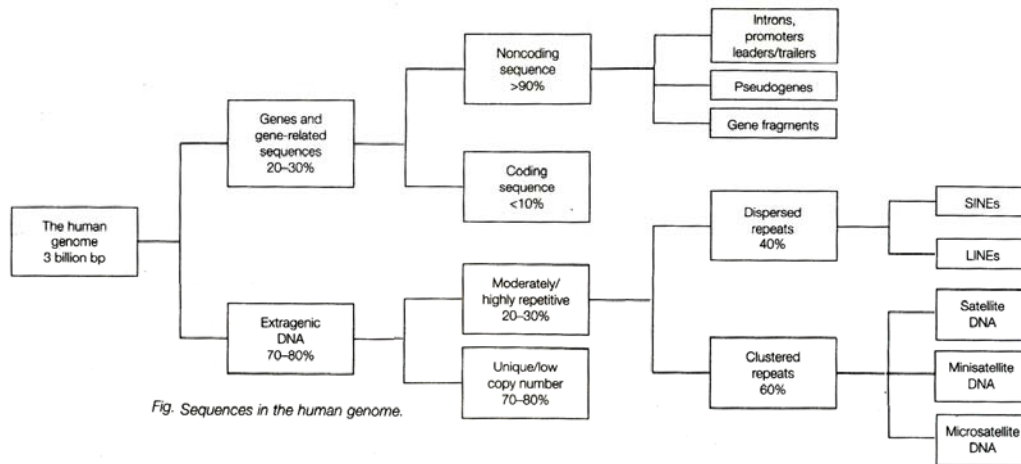 Introns,
promoters
leaders/trailers
Noncoding
sequence
>90%
Pseudogenes
Genes and
gene-related
sequences
20–30%
Gene fragments
Coding
sequence
<10%
The human
genome
3 billion bp
Dispersed
repeats
40%
SINEs
LINEs
Moderately/
highly repetitive
20–30%
Extragenic
DNA
70–80%
Satellite
DNA
Unique/low
copy number
70–80%
Clustered
repeats
60%
Minisatellite
DNA
Microsatellite
DNA
Fig. Sequences in the human genome.